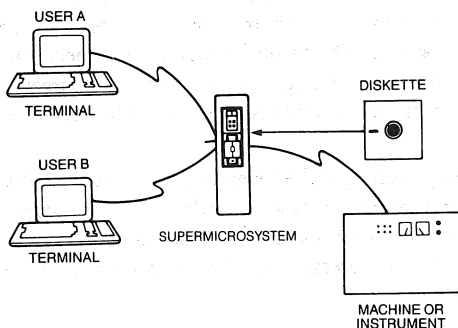 USER A
TERMINAL
DISKETTE
USER B
TERMINAL
SUPERMICROSYSTEM
MACHINE OR
INSTRUMENT